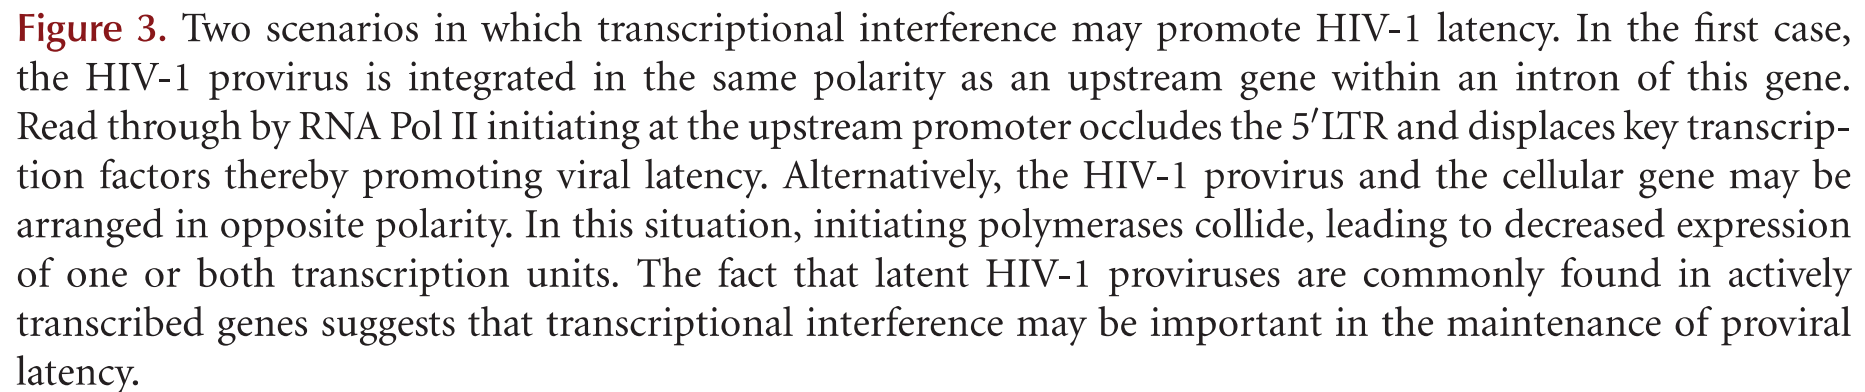 Figure 3. Two scenarios in which transcriptional interference may promote HIV-1 latency. In the first case,
the HIV-1 provirus is integrated in the same polarity as an upstream gene within an intron of this gene.
Read through by RNA Pol II initiating at the upstream promoter occludes the 5′LTR and displaces key transcrip-
tion factors thereby promoting viral latency. Alternatively, the HIV-1 provirus and the cellular gene may be
arranged in opposite polarity. In this situation, initiating polymerases collide, leading to decreased expression
of one or both transcription units. The fact that latent HIV-1 proviruses are commonly found in actively
transcribed genes suggests that transcriptional interference may be important in the maintenance of proviral
latency.